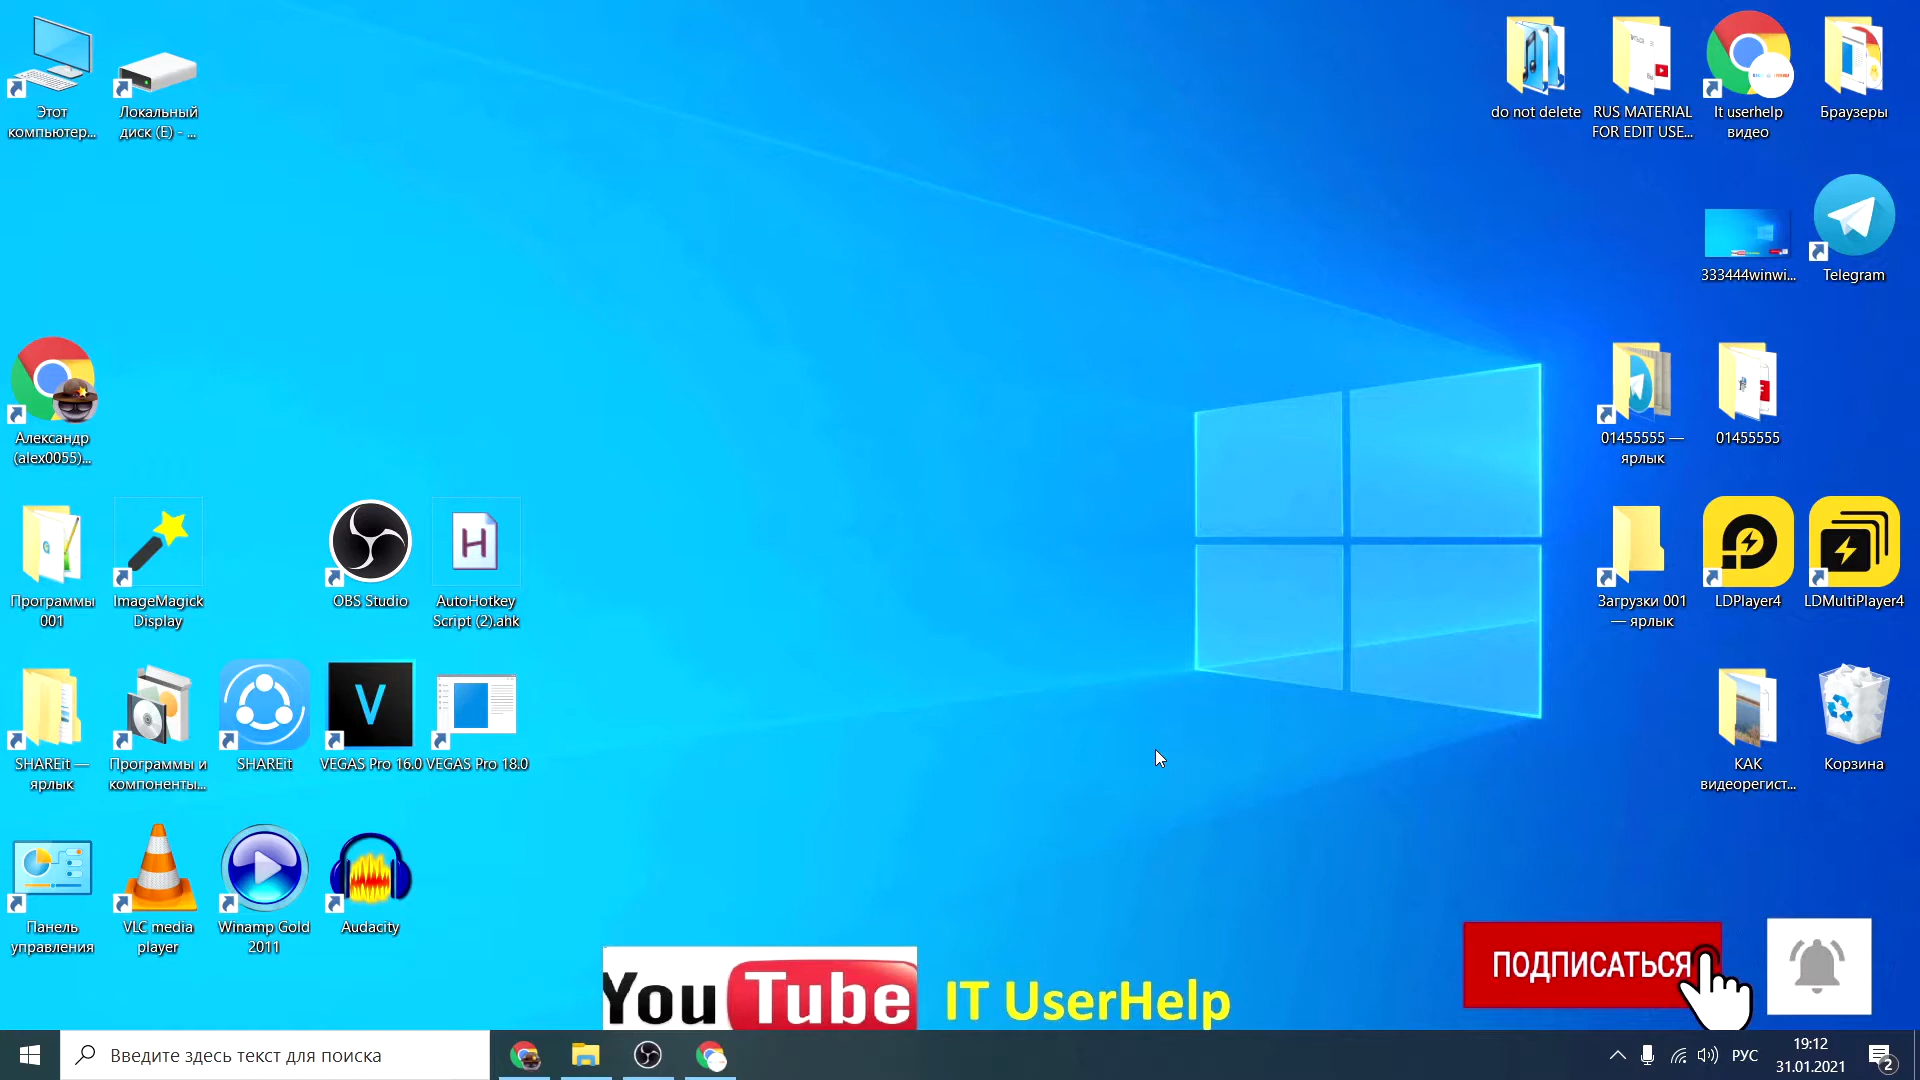 Этот
компьютер...
Локальный
диск (E) - ...
do not delete
RUS MATERIAL
FOR EDIT USE...
It userhelp
видео
Браузеры
333444winwi...
Telegram
Александр
(alex0055)...
01455555 —
ярлык
01455555
Программы
001
ImageMagick
Display
OBS Studio
AutoHotkey
Script (2).ahk
Загрузки 001
— ярлык
LDPlayer4
LDMultiPlayer4
SHAREit —
ярлык
Программы и
компоненты...
SHAREit
VEGAS Pro 16.0
VEGAS Pro 18.0
КАК
видеорегист...
Корзина
Панель
управления
VLC media
player
Winamp Gold
2011
Audacity
YouTube
IT UserHelp
ПОДПИСАТЬСЯ
Введите здесь текст для поиска
РУС
19:12
31.01.2021
2